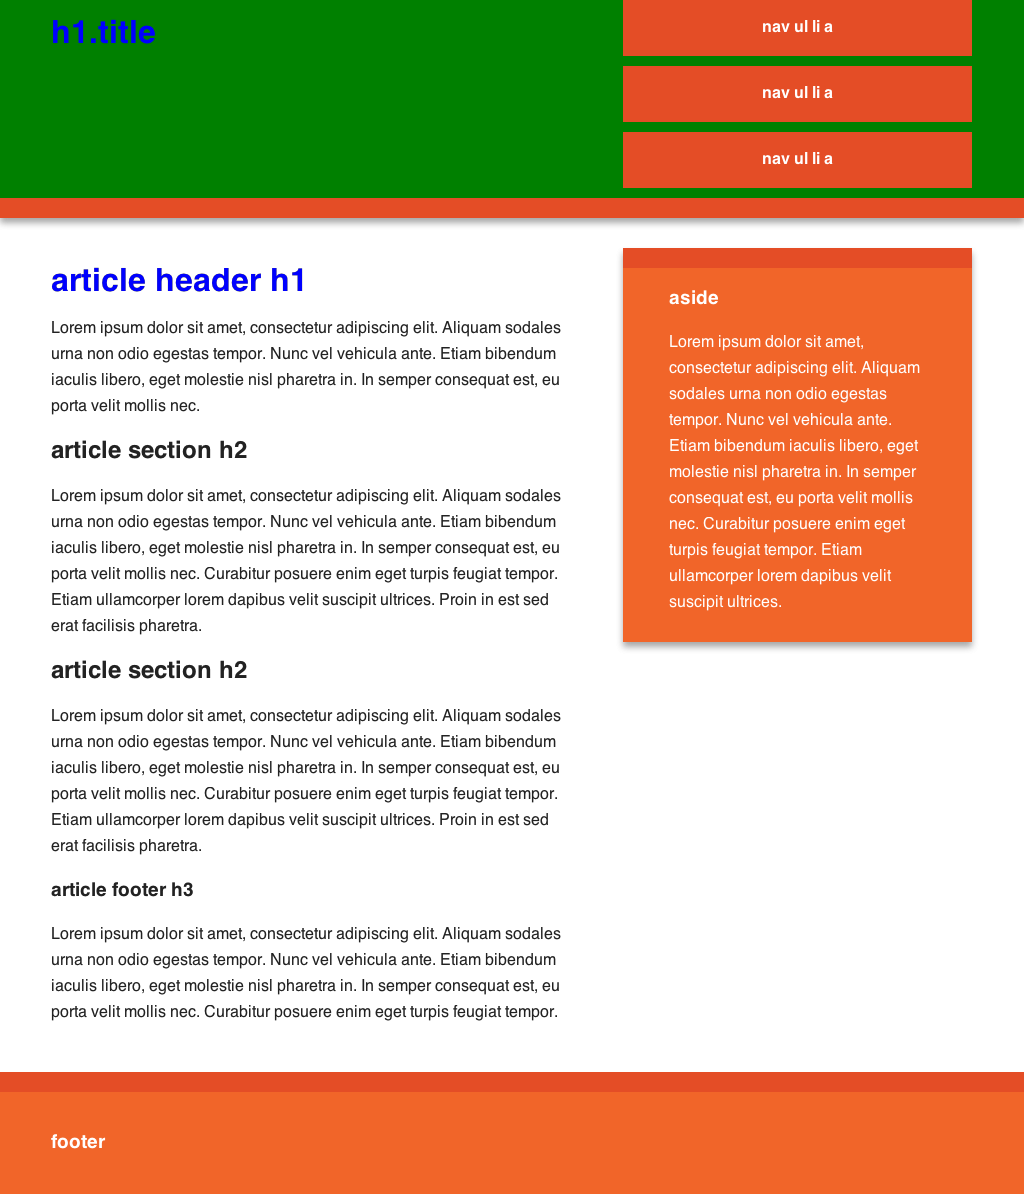 h1.title
nav ul li a
nav ul li a
nav ul li a
article header h1
Lorem ipsum dolor sit amet, consectetur adipiscing elit. Aliquam sodales
urna non odio egestas tempor. Nunc vel vehicula ante. Etiam bibendum
iaculis libero, eget molestie nisl pharetra in. In semper consequat est, eu
porta velit mollis nec.
article section h2
Lorem ipsum dolor sit amet, consectetur adipiscing elit. Aliquam sodales
urna non odio egestas tempor. Nunc vel vehicula ante. Etiam bibendum
iaculis libero, eget molestie nisl pharetra in. In semper consequat est, eu
porta velit mollis nec. Curabitur posuere enim eget turpis feugiat tempor.
Etiam ullamcorper lorem dapibus velit suscipit ultrices. Proin in est sed
erat facilisis pharetra.
article section h2
Lorem ipsum dolor sit amet, consectetur adipiscing elit. Aliquam sodales
urna non odio egestas tempor. Nunc vel vehicula ante. Etiam bibendum
iaculis libero, eget molestie nisl pharetra in. In semper consequat est, eu
porta velit mollis nec. Curabitur posuere enim eget turpis feugiat tempor.
Etiam ullamcorper lorem dapibus velit suscipit ultrices. Proin in est sed
erat facilisis pharetra.
article footer h3
Lorem ipsum dolor sit amet, consectetur adipiscing elit. Aliquam sodales
urna non odio egestas tempor. Nunc vel vehicula ante. Etiam bibendum
iaculis libero, eget molestie nisl pharetra in. In semper consequat est, eu
porta velit mollis nec. Curabitur posuere enim eget turpis feugiat tempor.
aside
Lorem ipsum dolor sit amet,
consectetur adipiscing elit. Aliquam
sodales urna non odio egestas
tempor. Nunc vel vehicula ante.
Etiam bibendum iaculis libero, eget
molestie nisl pharetra in. In semper
consequat est, eu porta velit mollis
nec. Curabitur posuere enim eget
turpis feugiat tempor. Etiam
ullamcorper lorem dapibus velit
suscipit ultrices.
footer